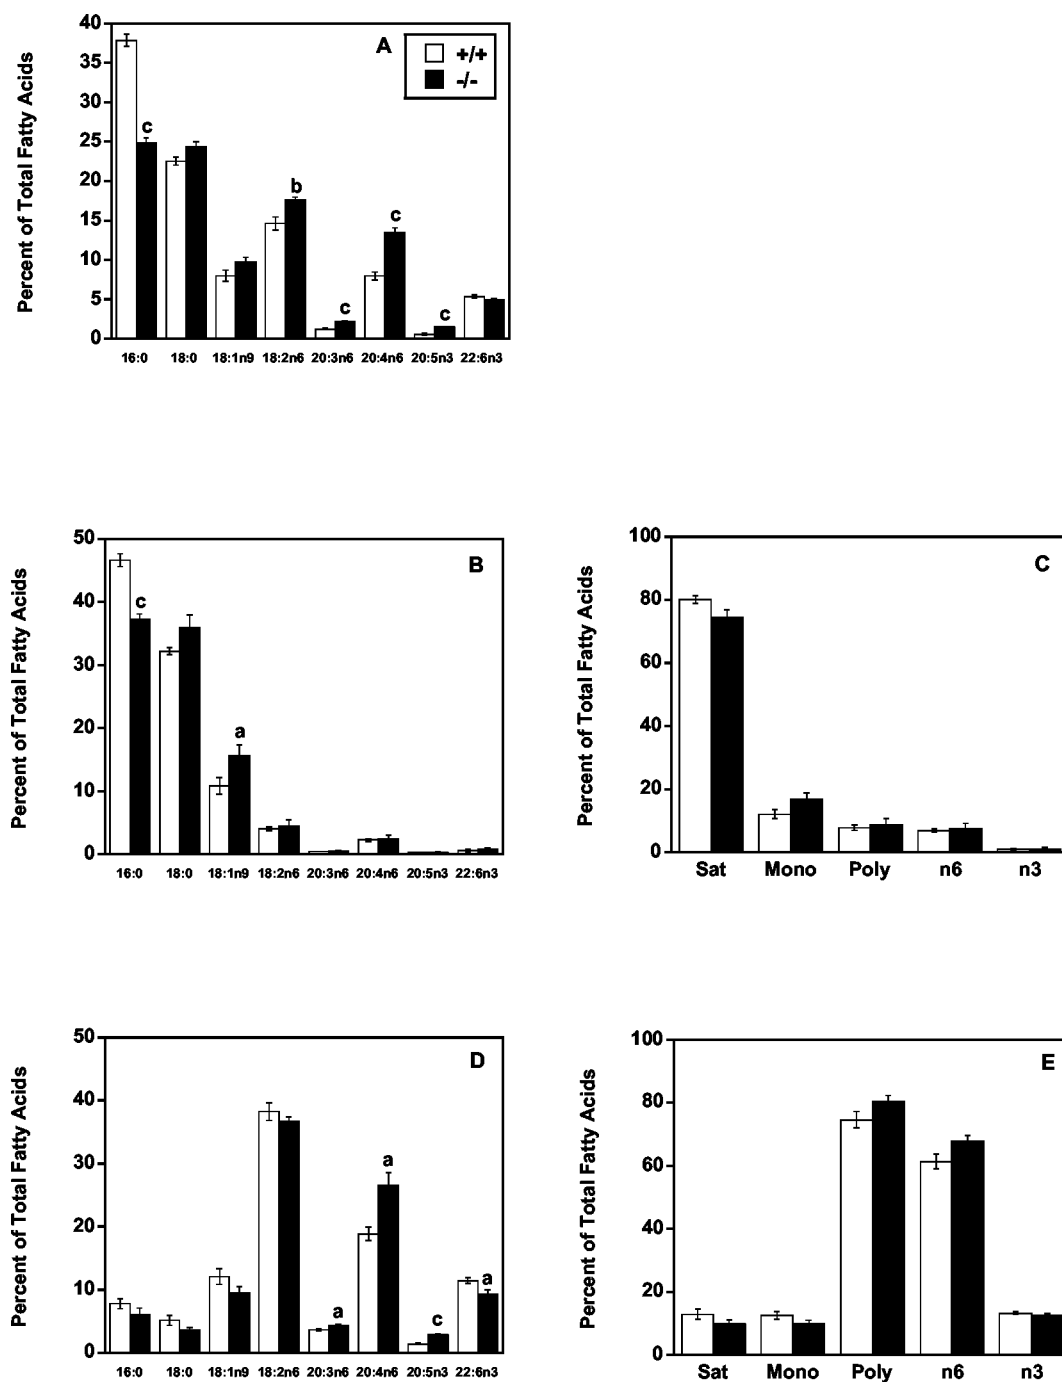 Percent of Total Fatty Acids
40
35
30
25
20
15
10
5
0
A
+/+
-/-
c
b
c
c
c
16:0 18:0 18:1n9 18:2n6 20:3n6 20:4n6 20:5n3 22:6n3
Percent of Total Fatty Acids
50
40
30
20
10
0
B
c
a
16:0 18:0 18:1n9 18:2n6 20:3n6 20:4n6 20:5n3 22:6n3
Percent of Total Fatty Acids
100
80
60
40
20
0
C
Sat Mono Poly n6 n3
Percent of Total Fatty Acids
50
40
30
20
10
0
D
a
a
c
a
16:0 18:0 18:1n9 18:2n6 20:3n6 20:4n6 20:5n3 22:6n3
Percent of Total Fatty Acids
100
80
60
40
20
0
E
Sat Mono Poly n6 n3